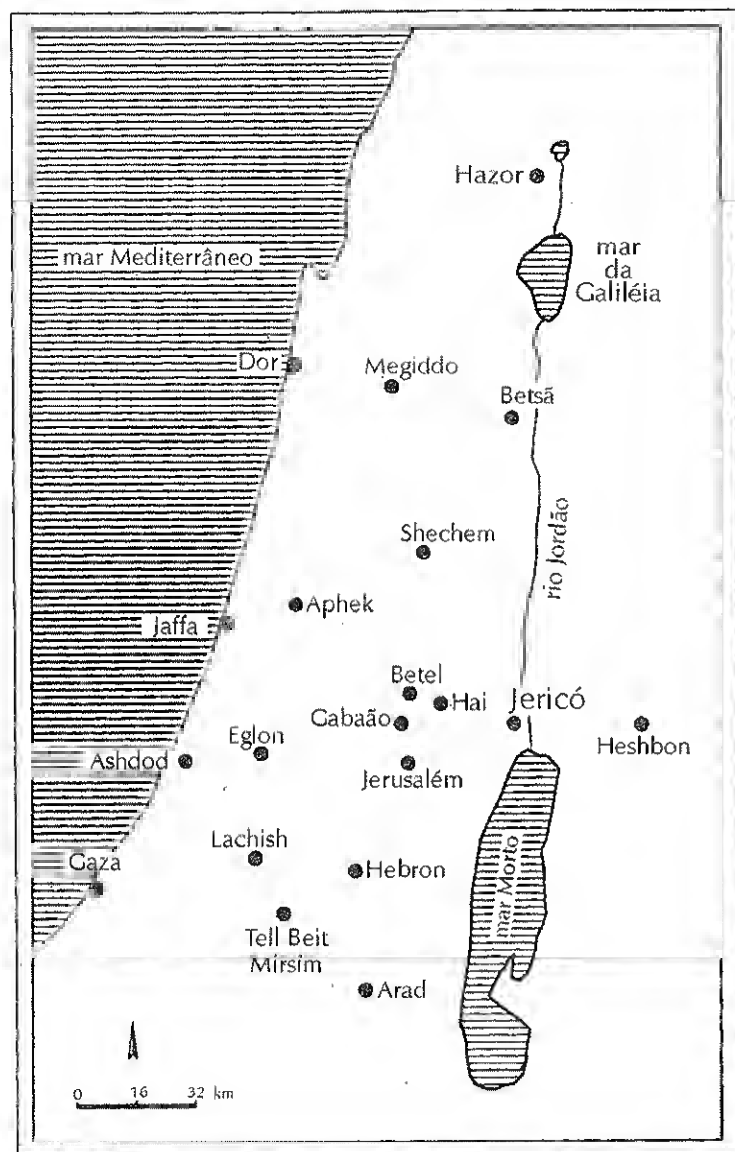 Hazor
mar Mediterrâneo
mar
da
Galiléia
Dor
Megiddo
Betsã
Shechem
rio Jordão
Aphek
Jaffa
Betel
Hai
Jericó
Gabaão
Heshbon
Eglon
Ashdod
Jerusalém
Lachish
Gaza
Hebron
mar Morto
Tell Beit
Mirsim
Arad
0 16 32 km